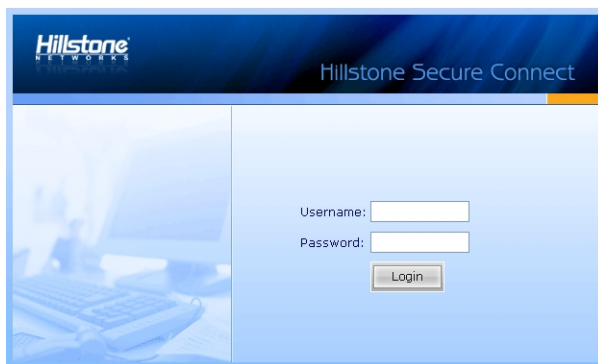 Hillstone
NETWORKS
Hillstone Secure Connect
Username:
Password:
Login